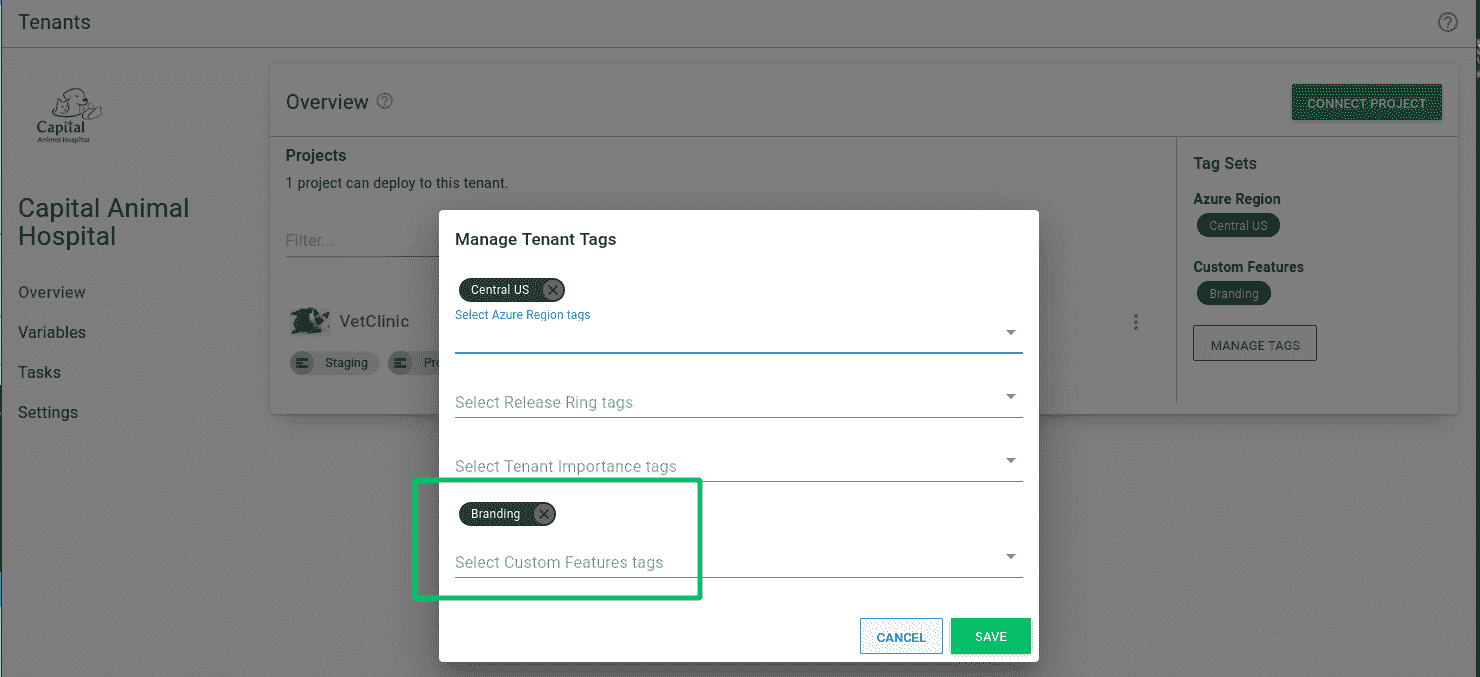 Tenants
Capital
Animal Hospital
Capital Animal
Hospital
Overview
Variables
Tasks
Settings
Overview
CONNECT PROJECT
Projects
1 project can deploy to this tenant.
Filter...
VetClinic
Staging
Tag Sets
Azure Region
Central US
Custom Features
Branding
MANAGE TAGS
Manage Tenant Tags
Central US
Select Azure Region tags
Select Release Ring tags
Select Tenant Importance tags
Branding
Select Custom Features tags
CANCEL
SAVE